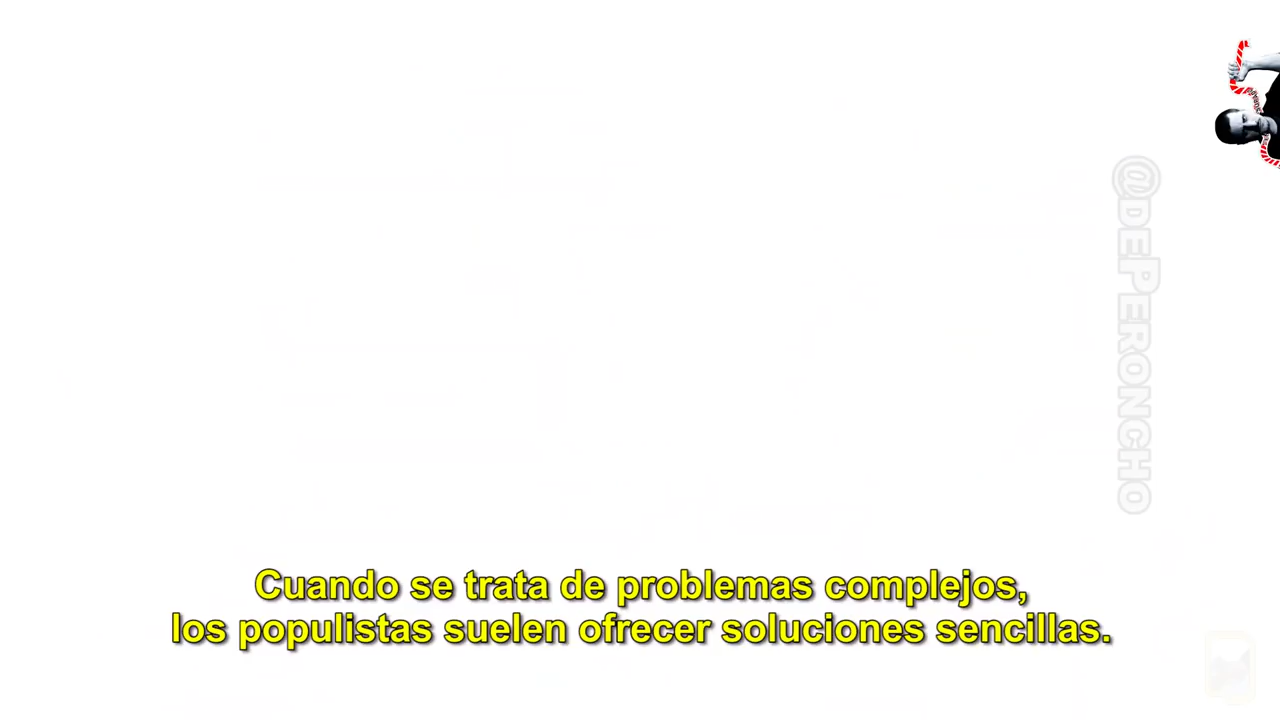 @DEPERONCHO
Cuando se trata de problemas complejos,
los populistas suelen ofrecer soluciones sencillas.